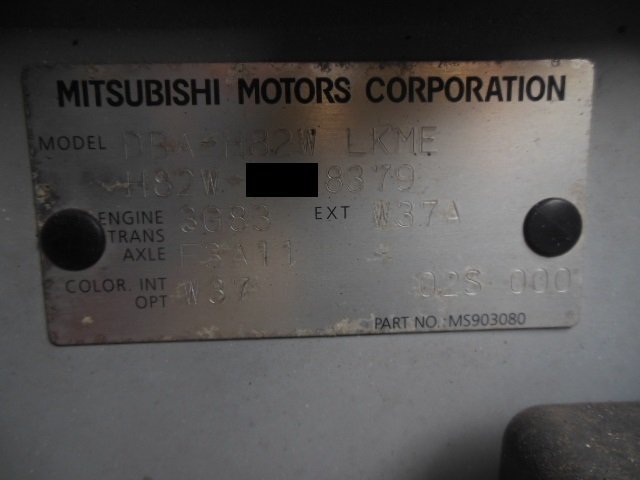 MITSUBISHI MOTORS CORPORATION
MODEL DBA-H82W LKME
H82W 8379
ENGINE 3G83 EXT W37A
TRANS
AXLE F3A11 *
COLOR. INT W37 02S 000
OPT
PART NO. MS903080